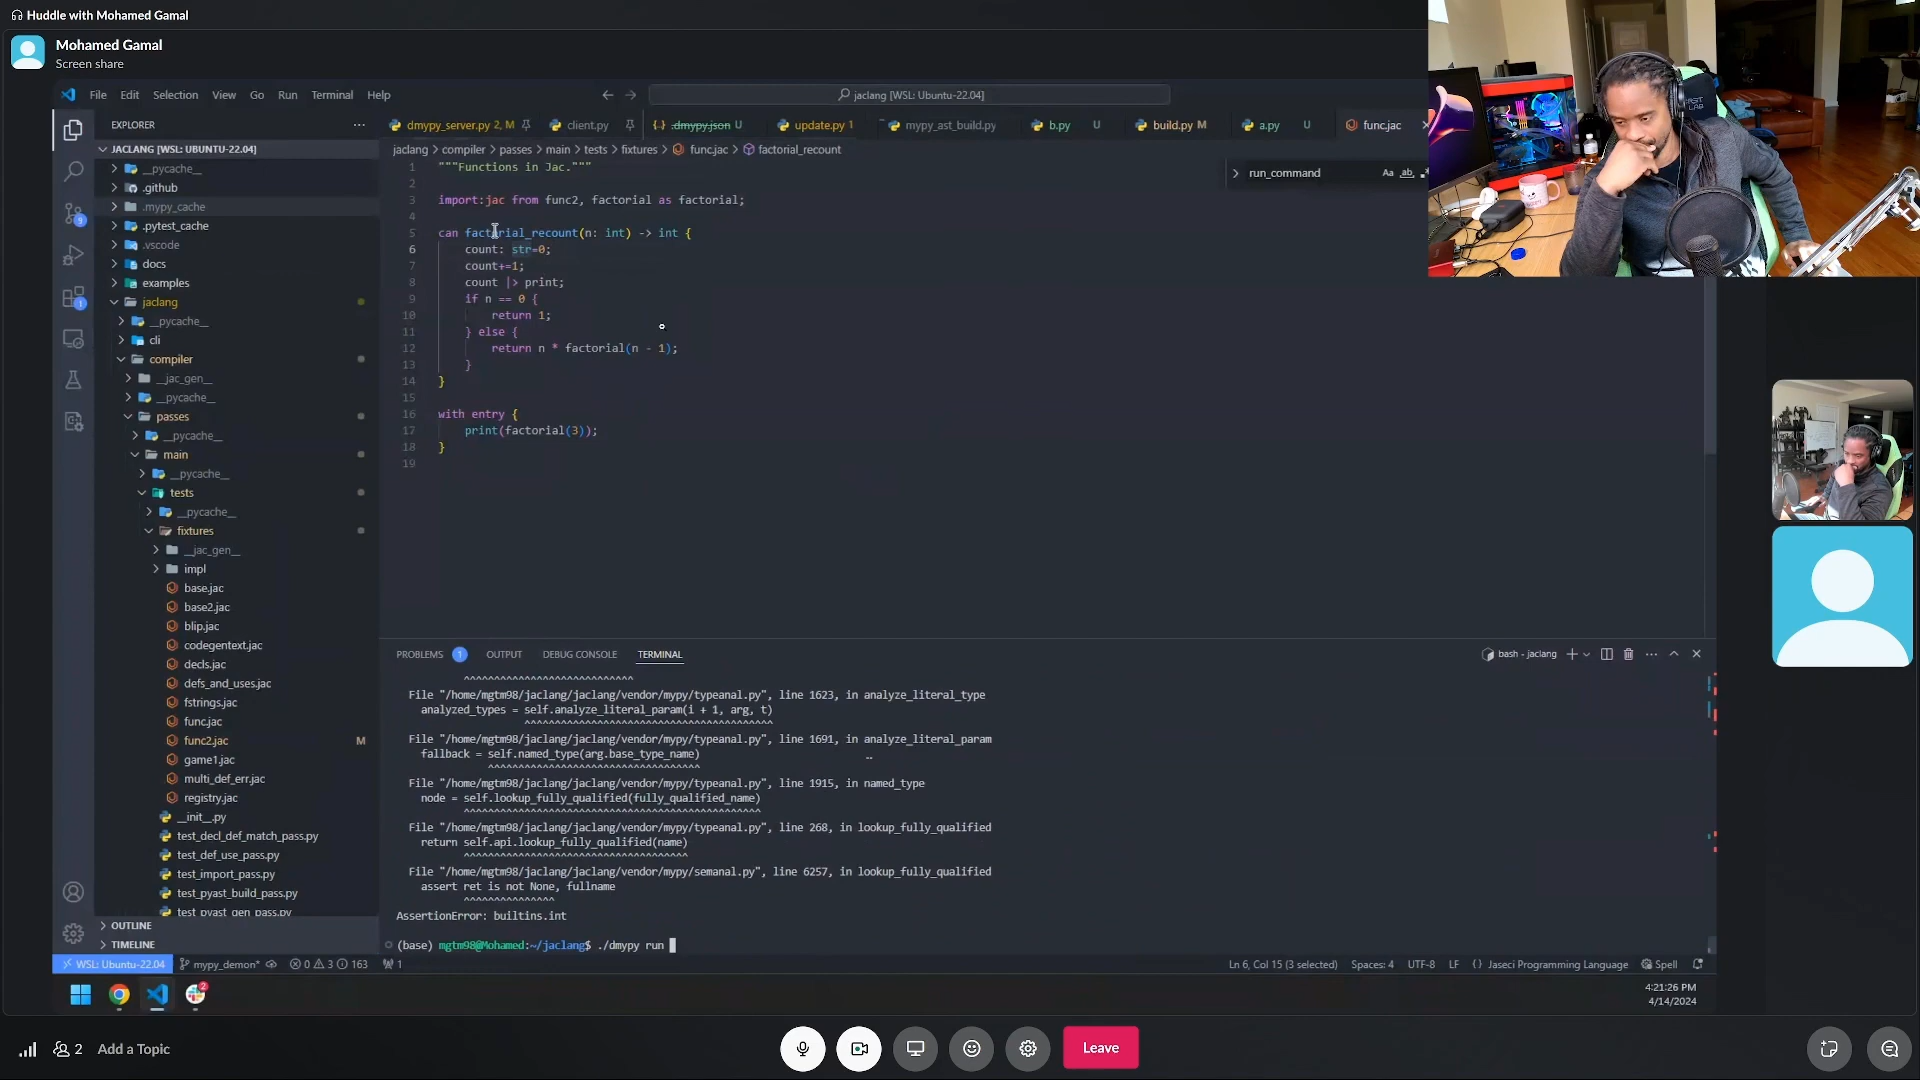 Huddle with Mohamed Gamal
Mohamed Gamal
Screen share
File Edit Selection View Go Run Terminal Help
jaclang [WSL: Ubuntu-22.04]
EXPLORER
dmypy_server.py 2, M
client.py
.dmypy.json U
update.py 1
mypy_ast_build.py
b.py U
build.py M
a.py U
func.jac
JACLANG [WSL: UBUNTU-22.04]
__pycache__
.github
.mypy_cache
.pytest_cache
.vscode
docs
examples
jaclang
__pycache__
cli
compiler
__jac_gen__
__pycache__
passes
__pycache__
main
__pycache__
tests
__pycache__
fixtures
__jac_gen__
impl
base.jac
base2.jac
blip.jac
codegentext.jac
decls.jac
defs_and_uses.jac
fstrings.jac
func.jac
func2.jac M
game1.jac
multi_def_err.jac
registry.jac
__init__.py
test_decl_def_match_pass.py
test_def_use_pass.py
test_import_pass.py
test_pyast_build_pass.py
test_pyast_gen_pass.py
OUTLINE
TIMELINE
jaclang > compiler > passes > main > tests > fixtures > func.jac > factorial_recount
run_command Aa ab
1 """Functions in Jac."""
2
3 import:jac from func2, factorial as factorial;
4
5 can factorial_recount(n: int) -> int {
6 count: str=0;
7 count+=1;
8 count |> print;
9 if n == 0 {
10 return 1;
11 } else {
12 return n * factorial(n - 1);
13 }
14 }
15
16 with entry {
17 print(factorial(3));
18 }
19
PROBLEMS 1 OUTPUT DEBUG CONSOLE TERMINAL
bash - jaclang
^^^^^^^^^^^^^^^^^^^^^^^^^^^
File "/home/mgtm98/jaclang/jaclang/vendor/mypy/typeanal.py", line 1623, in analyze_literal_type
analyzed_types = self.analyze_literal_param(i + 1, arg, t)
^^^^^^^^^^^^^^^^^^^^^^^^^^^^^^^^^^^^^^^^^
File "/home/mgtm98/jaclang/jaclang/vendor/mypy/typeanal.py", line 1691, in analyze_literal_param
fallback = self.named_type(arg.base_type_name)
^^^^^^^^^^^^^^^^^^^^^^^^^^^^^^^^^^^
File "/home/mgtm98/jaclang/jaclang/vendor/mypy/typeanal.py", line 1915, in named_type
node = self.lookup_fully_qualified(fully_qualified_name)
^^^^^^^^^^^^^^^^^^^^^^^^^^^^^^^^^^^^^^^^^^^^^^^^^
File "/home/mgtm98/jaclang/jaclang/vendor/mypy/typeanal.py", line 268, in lookup_fully_qualified
return self.api.lookup_fully_qualified(name)
^^^^^^^^^^^^^^^^^^^^^^^^^^^^^^^^^^^^^
File "/home/mgtm98/jaclang/jaclang/vendor/mypy/semanal.py", line 6257, in lookup_fully_qualified
assert ret is not None, fullname
^^^^^^^^^^^^^^^
AssertionError: builtins.int
(base) mgtm98@Mohamed:~/jaclang$ ./dmypy run
WSL: Ubuntu-22.04 mypy_demon* 0 3 163 1
Ln 6, Col 15 (3 selected) Spaces: 4 UTF-8 LF Jaseci Programming Language Spell
4:21:26 PM
4/14/2024
2 Add a Topic
Leave